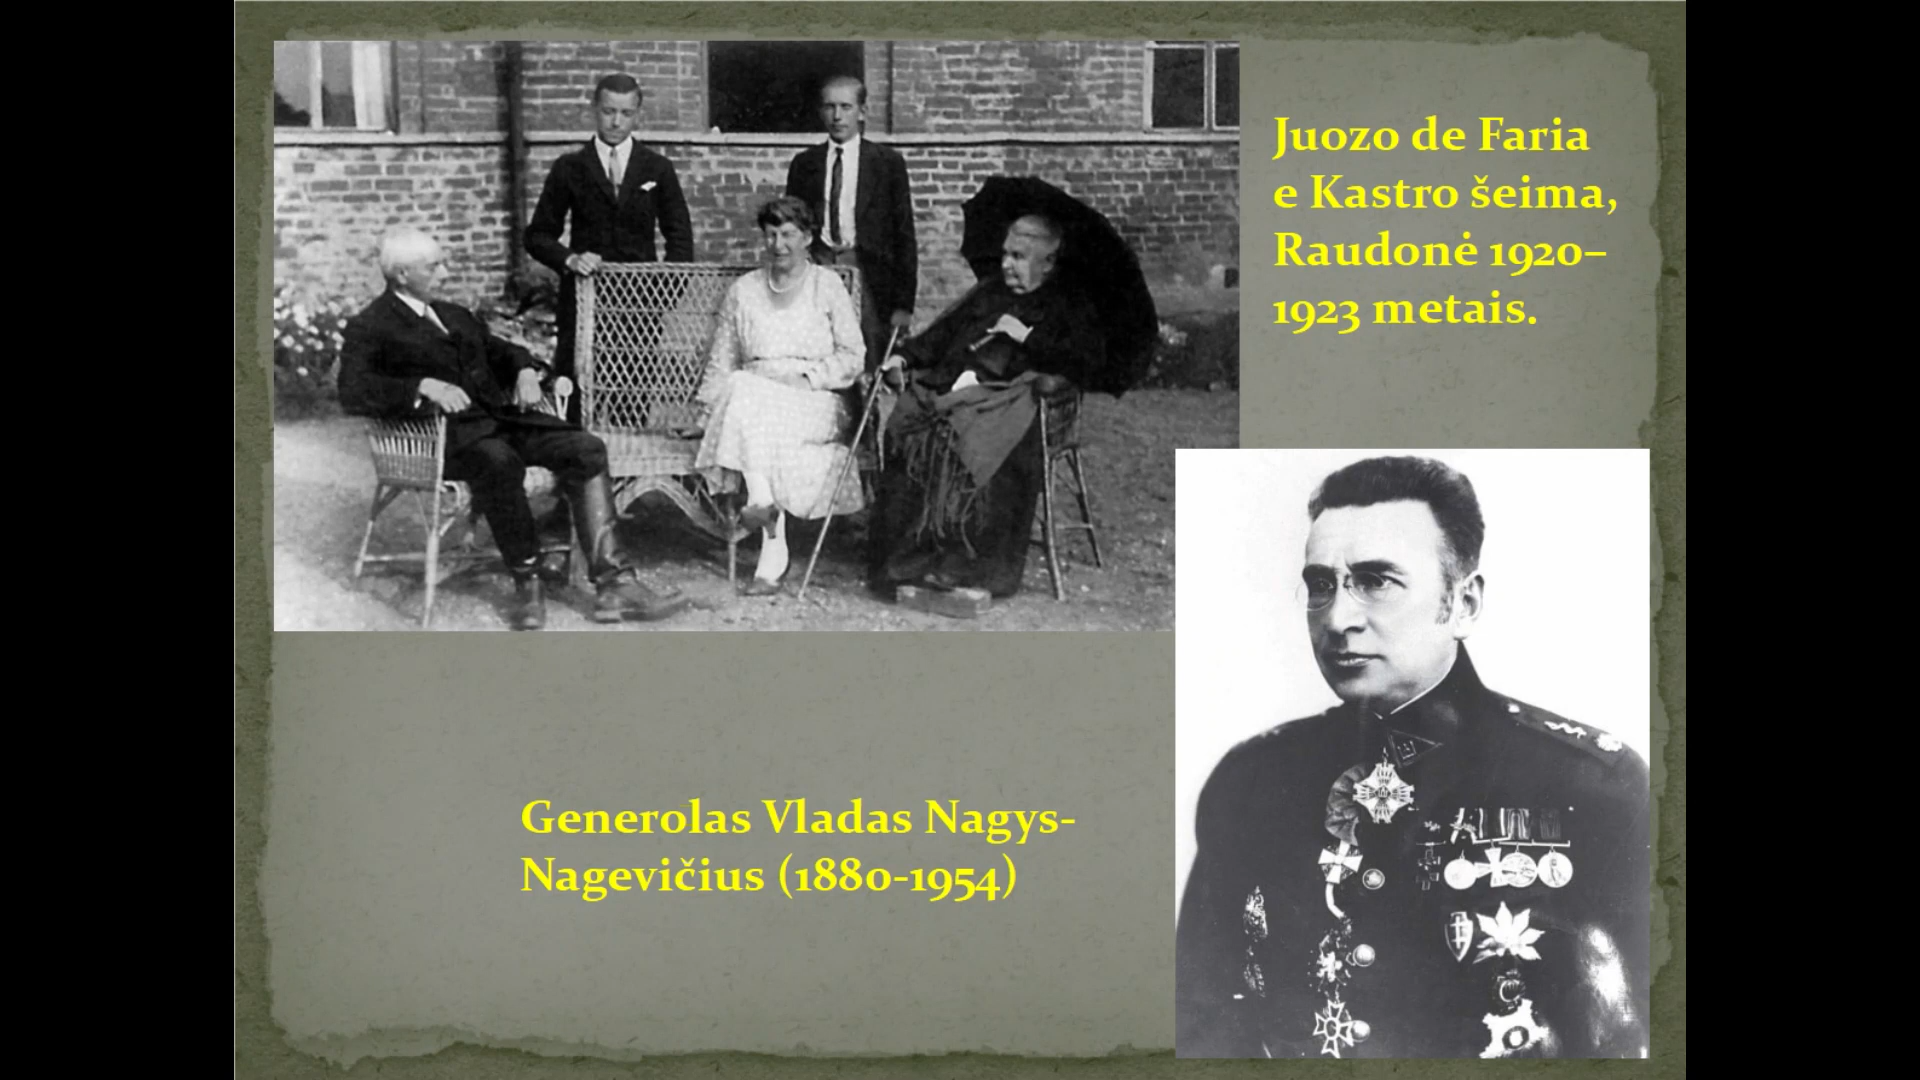 Juozo de Faria
e Kastro šeima,
Raudonė 1920–
1923 metais.
Generolas Vladas Nagys-
Nagevičius (1880-1954)